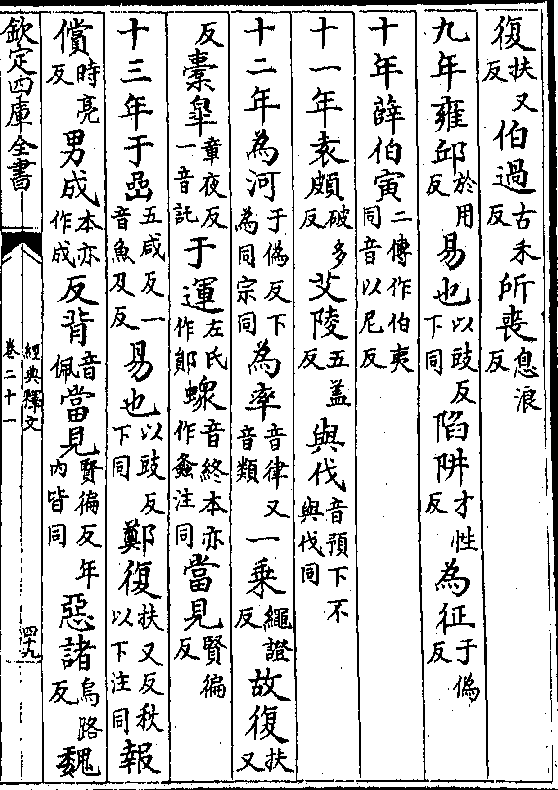 復扶又反伯過古禾反所喪息浪反
九年雍邱於用反易也以豉反下同陷阱才性反為征于偽反
十年薛伯寅二傳作伯夷同音以尼反
十一年袁頗破多反艾陵五蓋反與伐音預下不與伐同
十二年為河于偽反下為同宗同為率音律又音類一乗繩證反故復扶又
反橐皐章夜反一音託于運左氏作鄆𧑄音終本亦作螽注同當見賢徧反
十三年于嵒五咸反一音魚及反易也以豉反下同鄭復扶又反秋以下注同報
償時亮反男成本亦作成反背音佩當見賢徧反年內皆同惡諸烏路反魏
欽定四庫全書
經典釋文
卷二十一
四十九